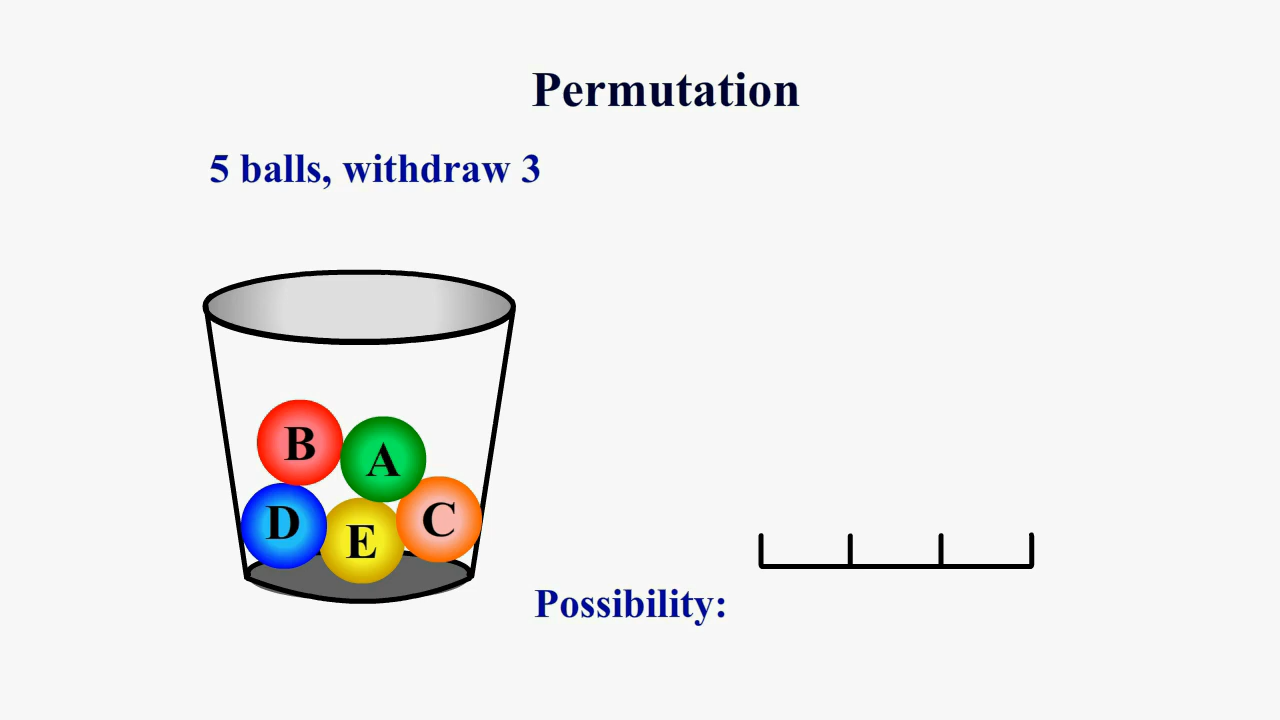 Permutation
5 balls, withdraw 3
B
A
D
E
C
Possibility: